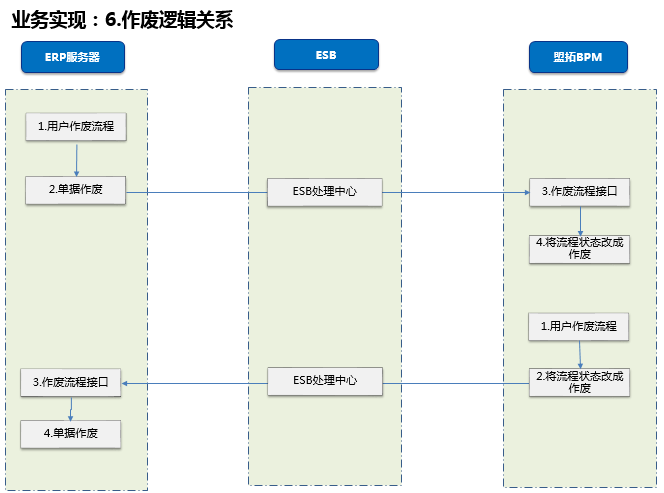 业务实现：6.作废逻辑关系
ERP服务器
ESB
盟拓BPM
1.用户作废流程
2.单据作废
ESB处理中心
3.作废流程接口
4.将流程状态改成
作废
1.用户作废流程
2.将流程状态改成
作废
ESB处理中心
3.作废流程接口
4.单据作废